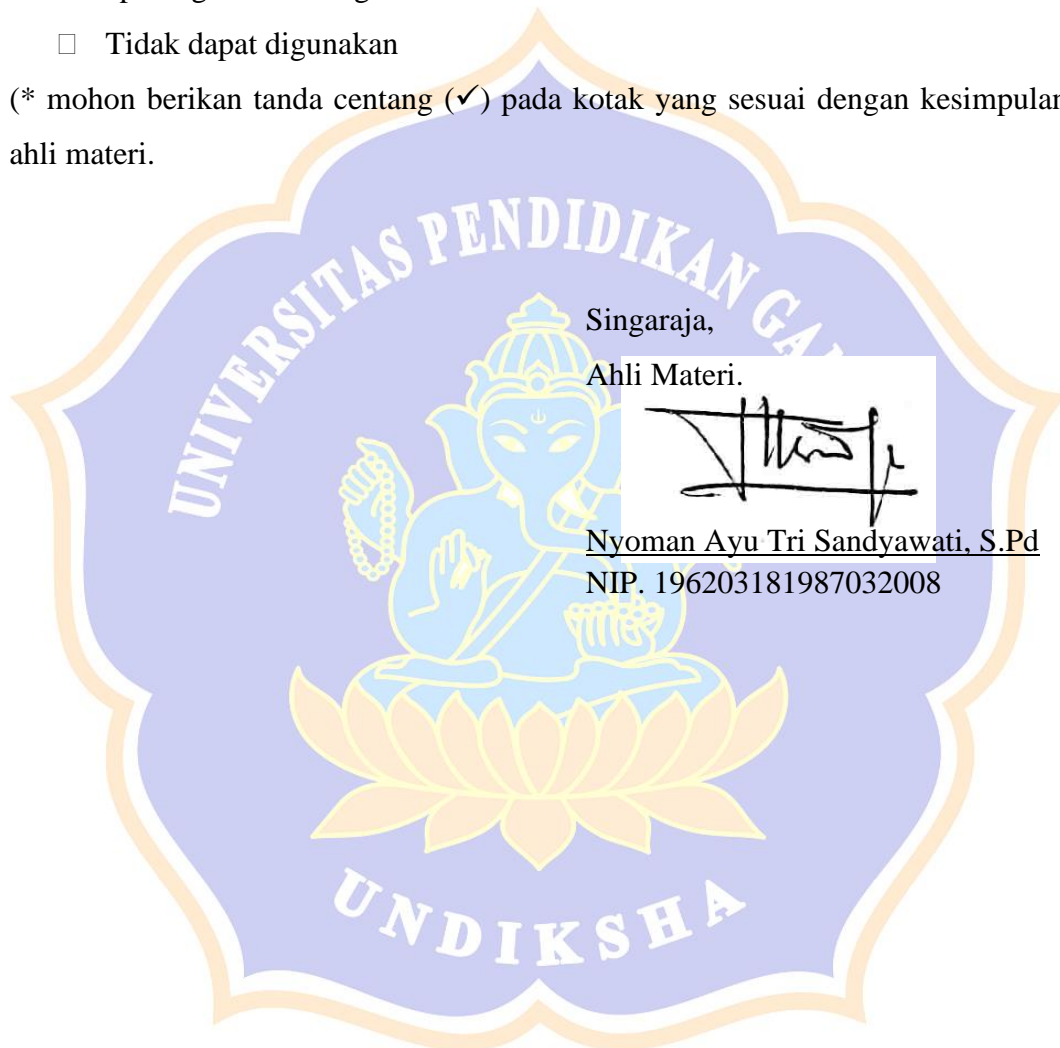 □ Tidak dapat digunakan
(* mohon berikan tanda centang (✓) pada kotak yang sesuai dengan kesimpulan
ahli materi.
UNIVERSITAS PENDIDIKAN
Singaraja,
Ahli Materi.
Nyoman Ayu Tri Sandyawati, S.Pd
NIP. 196203181987032008
UNDIKSHA